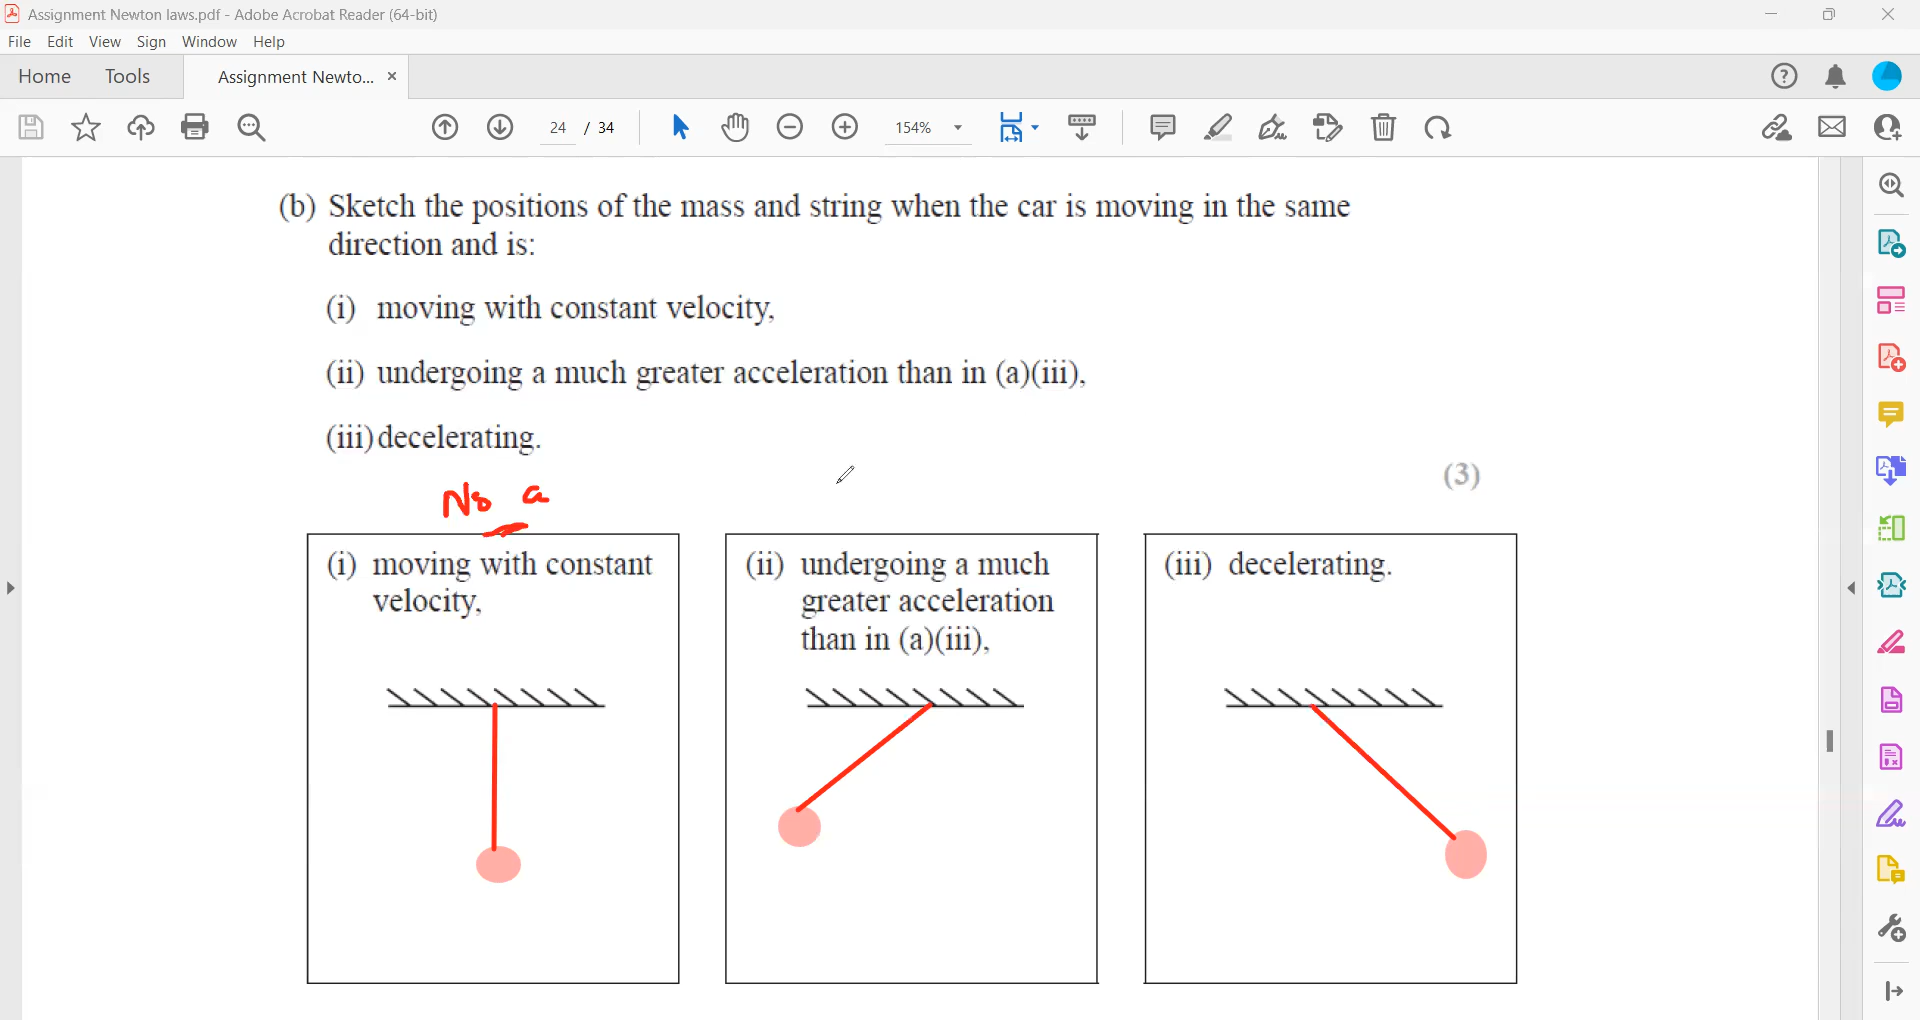 Assignment Newton laws.pdf - Adobe Acrobat Reader (64-bit)
File Edit View Sign Window Help
Home Tools Assignment Newto... ×
24 / 34 154%
(b) Sketch the positions of the mass and string when the car is moving in the same
direction and is:
(i) moving with constant velocity,
(ii) undergoing a much greater acceleration than in (a)(iii),
(iii) decelerating.
(3)
No a
(i) moving with constant
velocity,
(ii) undergoing a much
greater acceleration
than in (a)(iii),
(iii) decelerating.